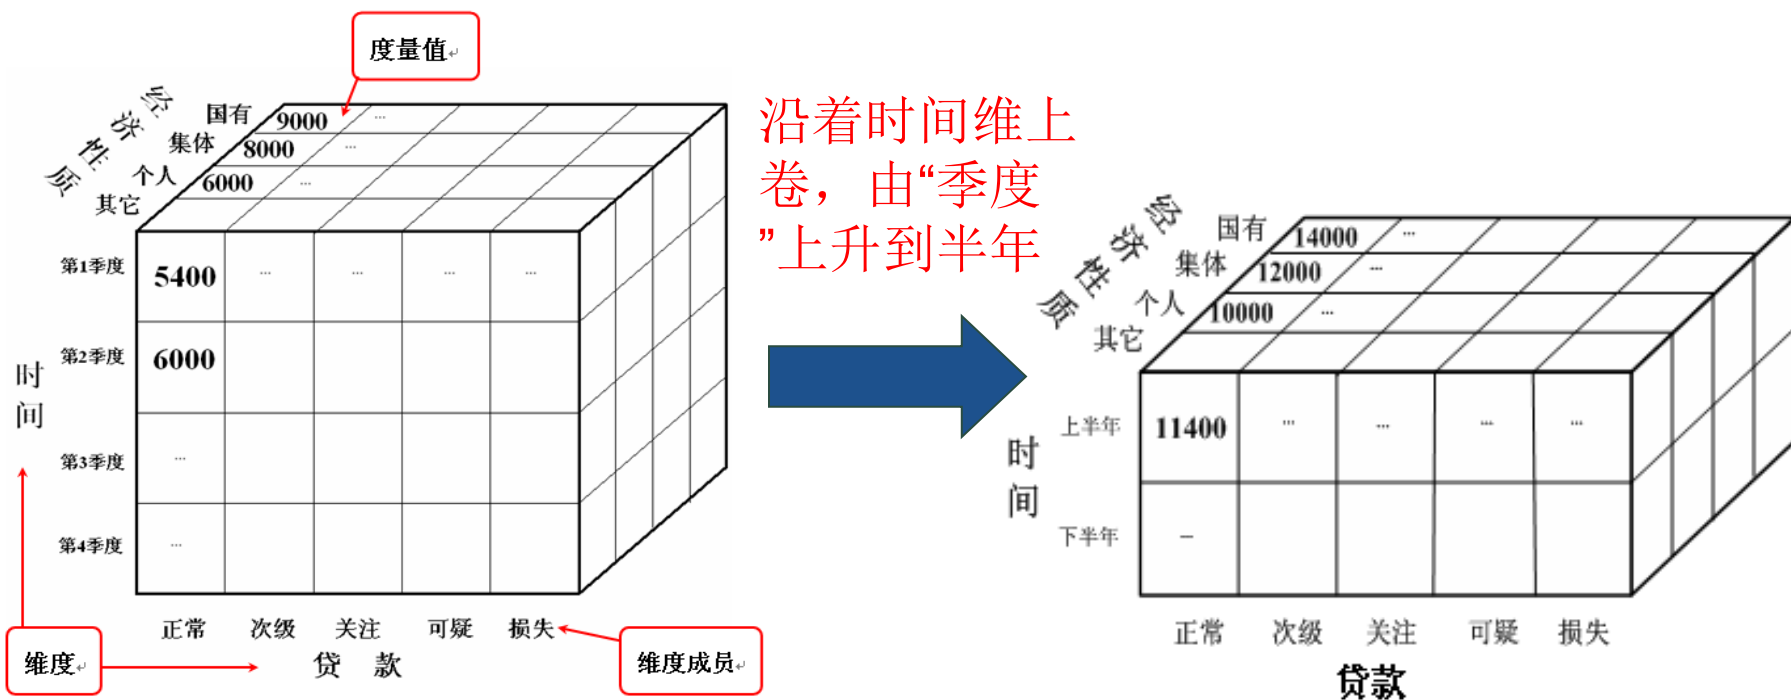 度量值
经济性质
国有
集体
个人
其它
9000
...
8000
...
6000
...
时间
第1季度
第2季度
第3季度
第4季度
5400
...
...
...
...
6000
...
...
正常
次级
关注
可疑
损失
贷 款
维度
维度成员
沿着时间维上
卷，由“季度
”上升到半年
经济性质
国有
集体
个人
其它
14000
...
12000
...
10000
...
时间
上半年
下半年
11400
...
...
...
...
–
正常
次级
关注
可疑
损失
贷款